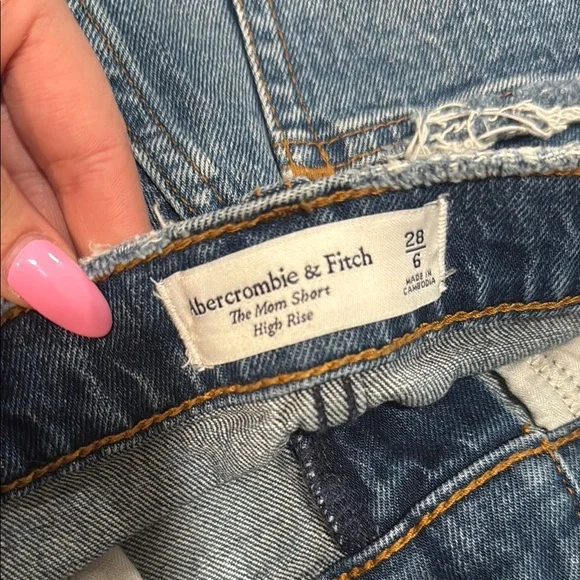 Abercrombie & Fitch
The Mom Short
High Rise
28
6
MADE IN
CAMBODIA